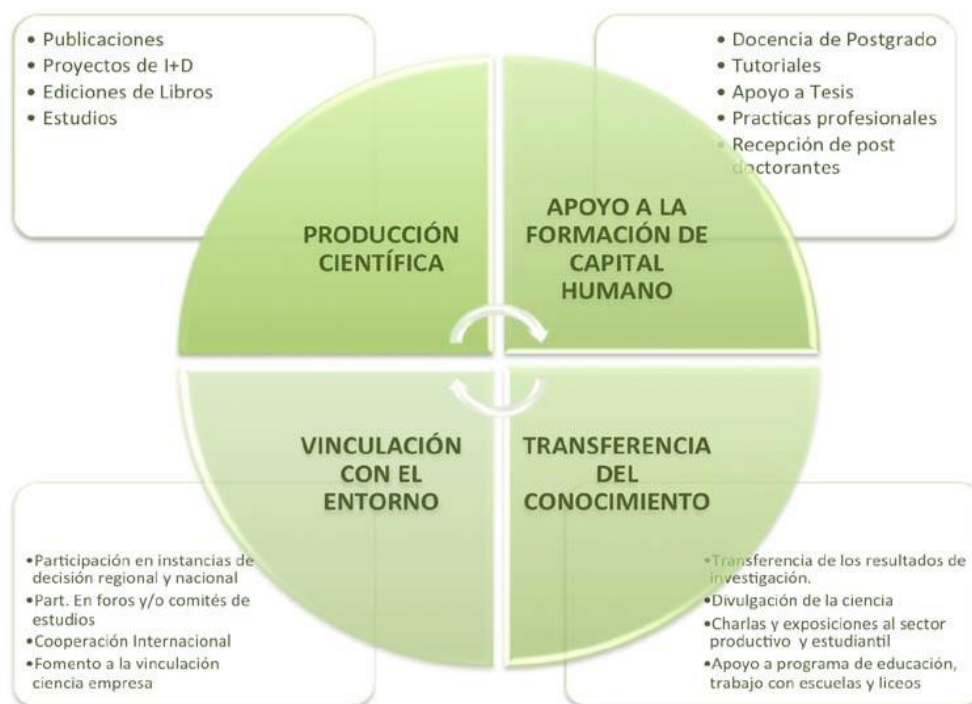 • Publicaciones
• Proyectos de I+D
• Ediciones de Libros
• Estudios
• Docencia de Postgrado
• Tutoriales
• Apoyo a Tesis
• Practicas profesionales
• Recepción de post
doctorantes
PRODUCCIÓN
CIENTÍFICA
APOYO A LA
FORMACIÓN DE
CAPITAL
HUMANO
VINCULACIÓN
CON EL
ENTORNO
TRANSFERENCIA
DEL
CONOCIMIENTO
•Participación en instancias de
decisión regional y nacional
•Part. En foros y/o comités de
estudios
•Cooperación Internacional
•Fomento a la vinculación
ciencia empresa
•Transferencia de los resultados de
investigación.
•Divulgación de la ciencia
•Charlas y exposiciones al sector
productivo y estudiantil
•Apoyo a programa de educación,
trabajo con escuelas y liceos